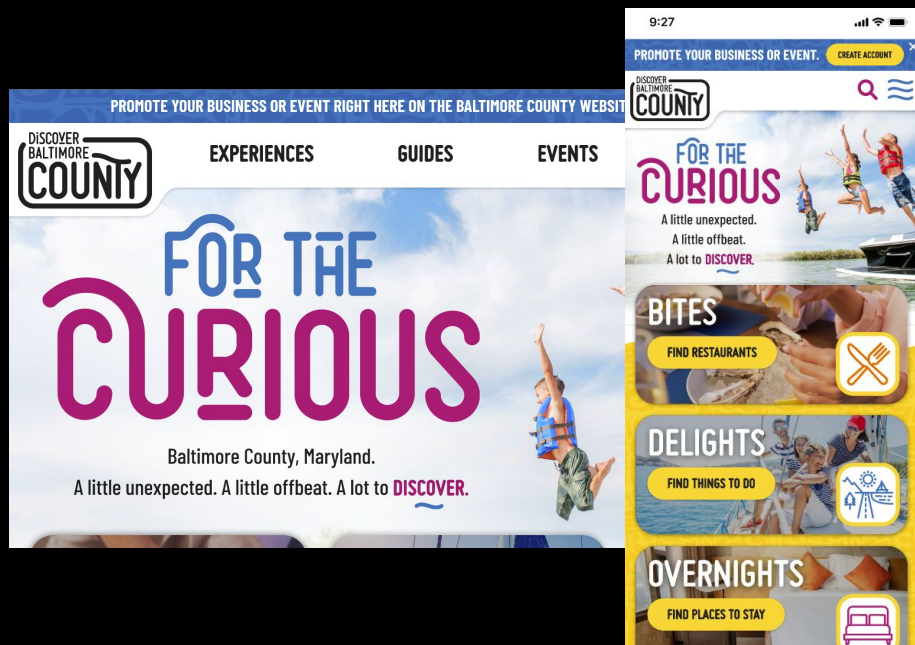 PROMOTE YOUR BUSINESS OR EVENT RIGHT HERE ON THE BALTIMORE COUNTY
DISCOVER
BALTIMORE
COUNTY
EXPERIENCES
GUIDES
EVENTS
FOR THE
CURIOUS
Baltimore County, Maryland.
A little unexpected. A little offbeat. A lot to DISCOVER.
9:27
PROMOTE YOUR BUSINESS OR EVENT.
CREATE ACCOUNT
DISCOVER
BALTIMORE
COUNTY
FOR THE
CURIOUS
A little unexpected.
A little offbeat.
A lot to DISCOVER.
BITES
FIND RESTAURANTS
DELIGHTS
FIND THINGS TO DO
OVERNIGHTS
FIND PLACES TO STAY